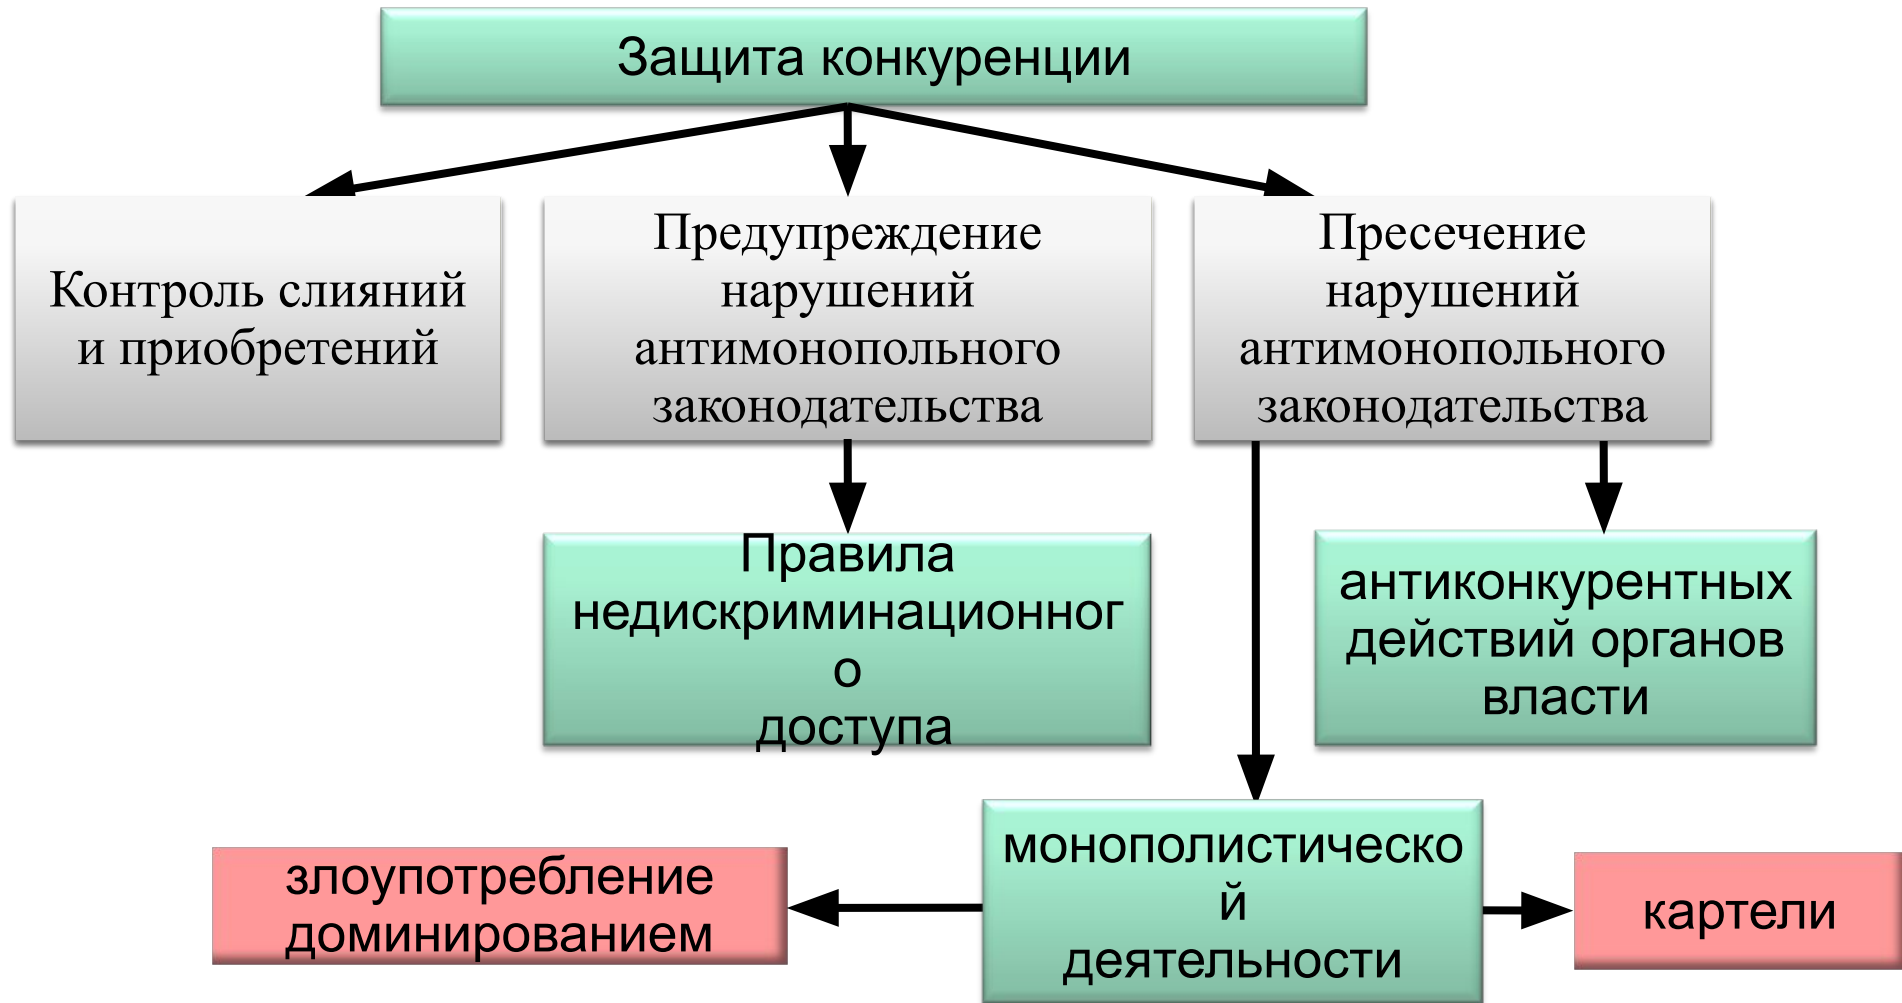 Защита конкуренции
Контроль слияний
и приобретений
Предупреждение
нарушений
антимонопольного
законодательства
Пресечение
нарушений
антимонопольного
законодательства
Правила
недискриминационног
о
доступа
антиконкурентных
действий органов
власти
монополистическо
й
деятельности
злоупотребление
доминированием
картели